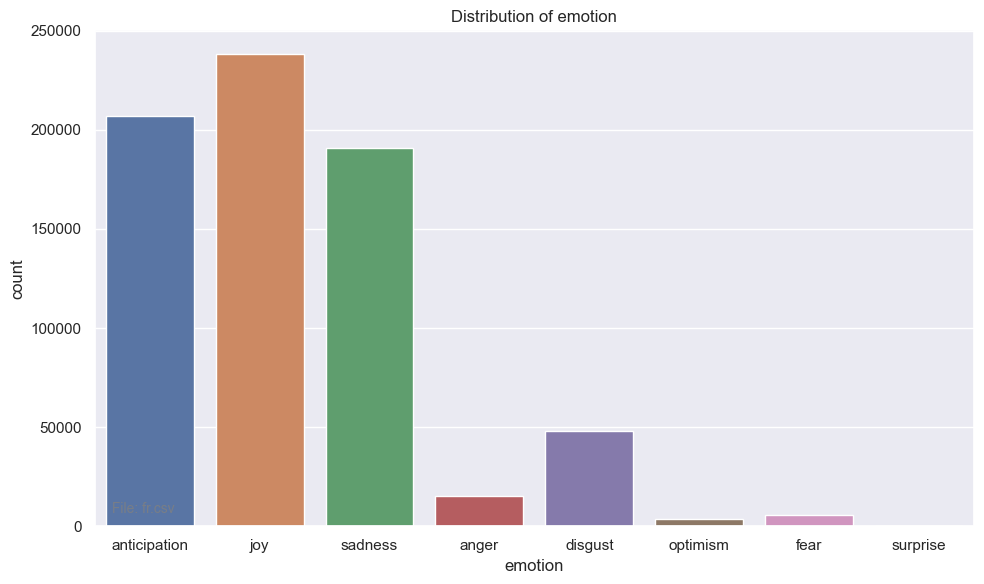 Distribution of emotion
250000
200000
150000
100000
50000
0
count
File: fr.csv
anticipation joy sadness anger disgust optimism fear surprise
emotion